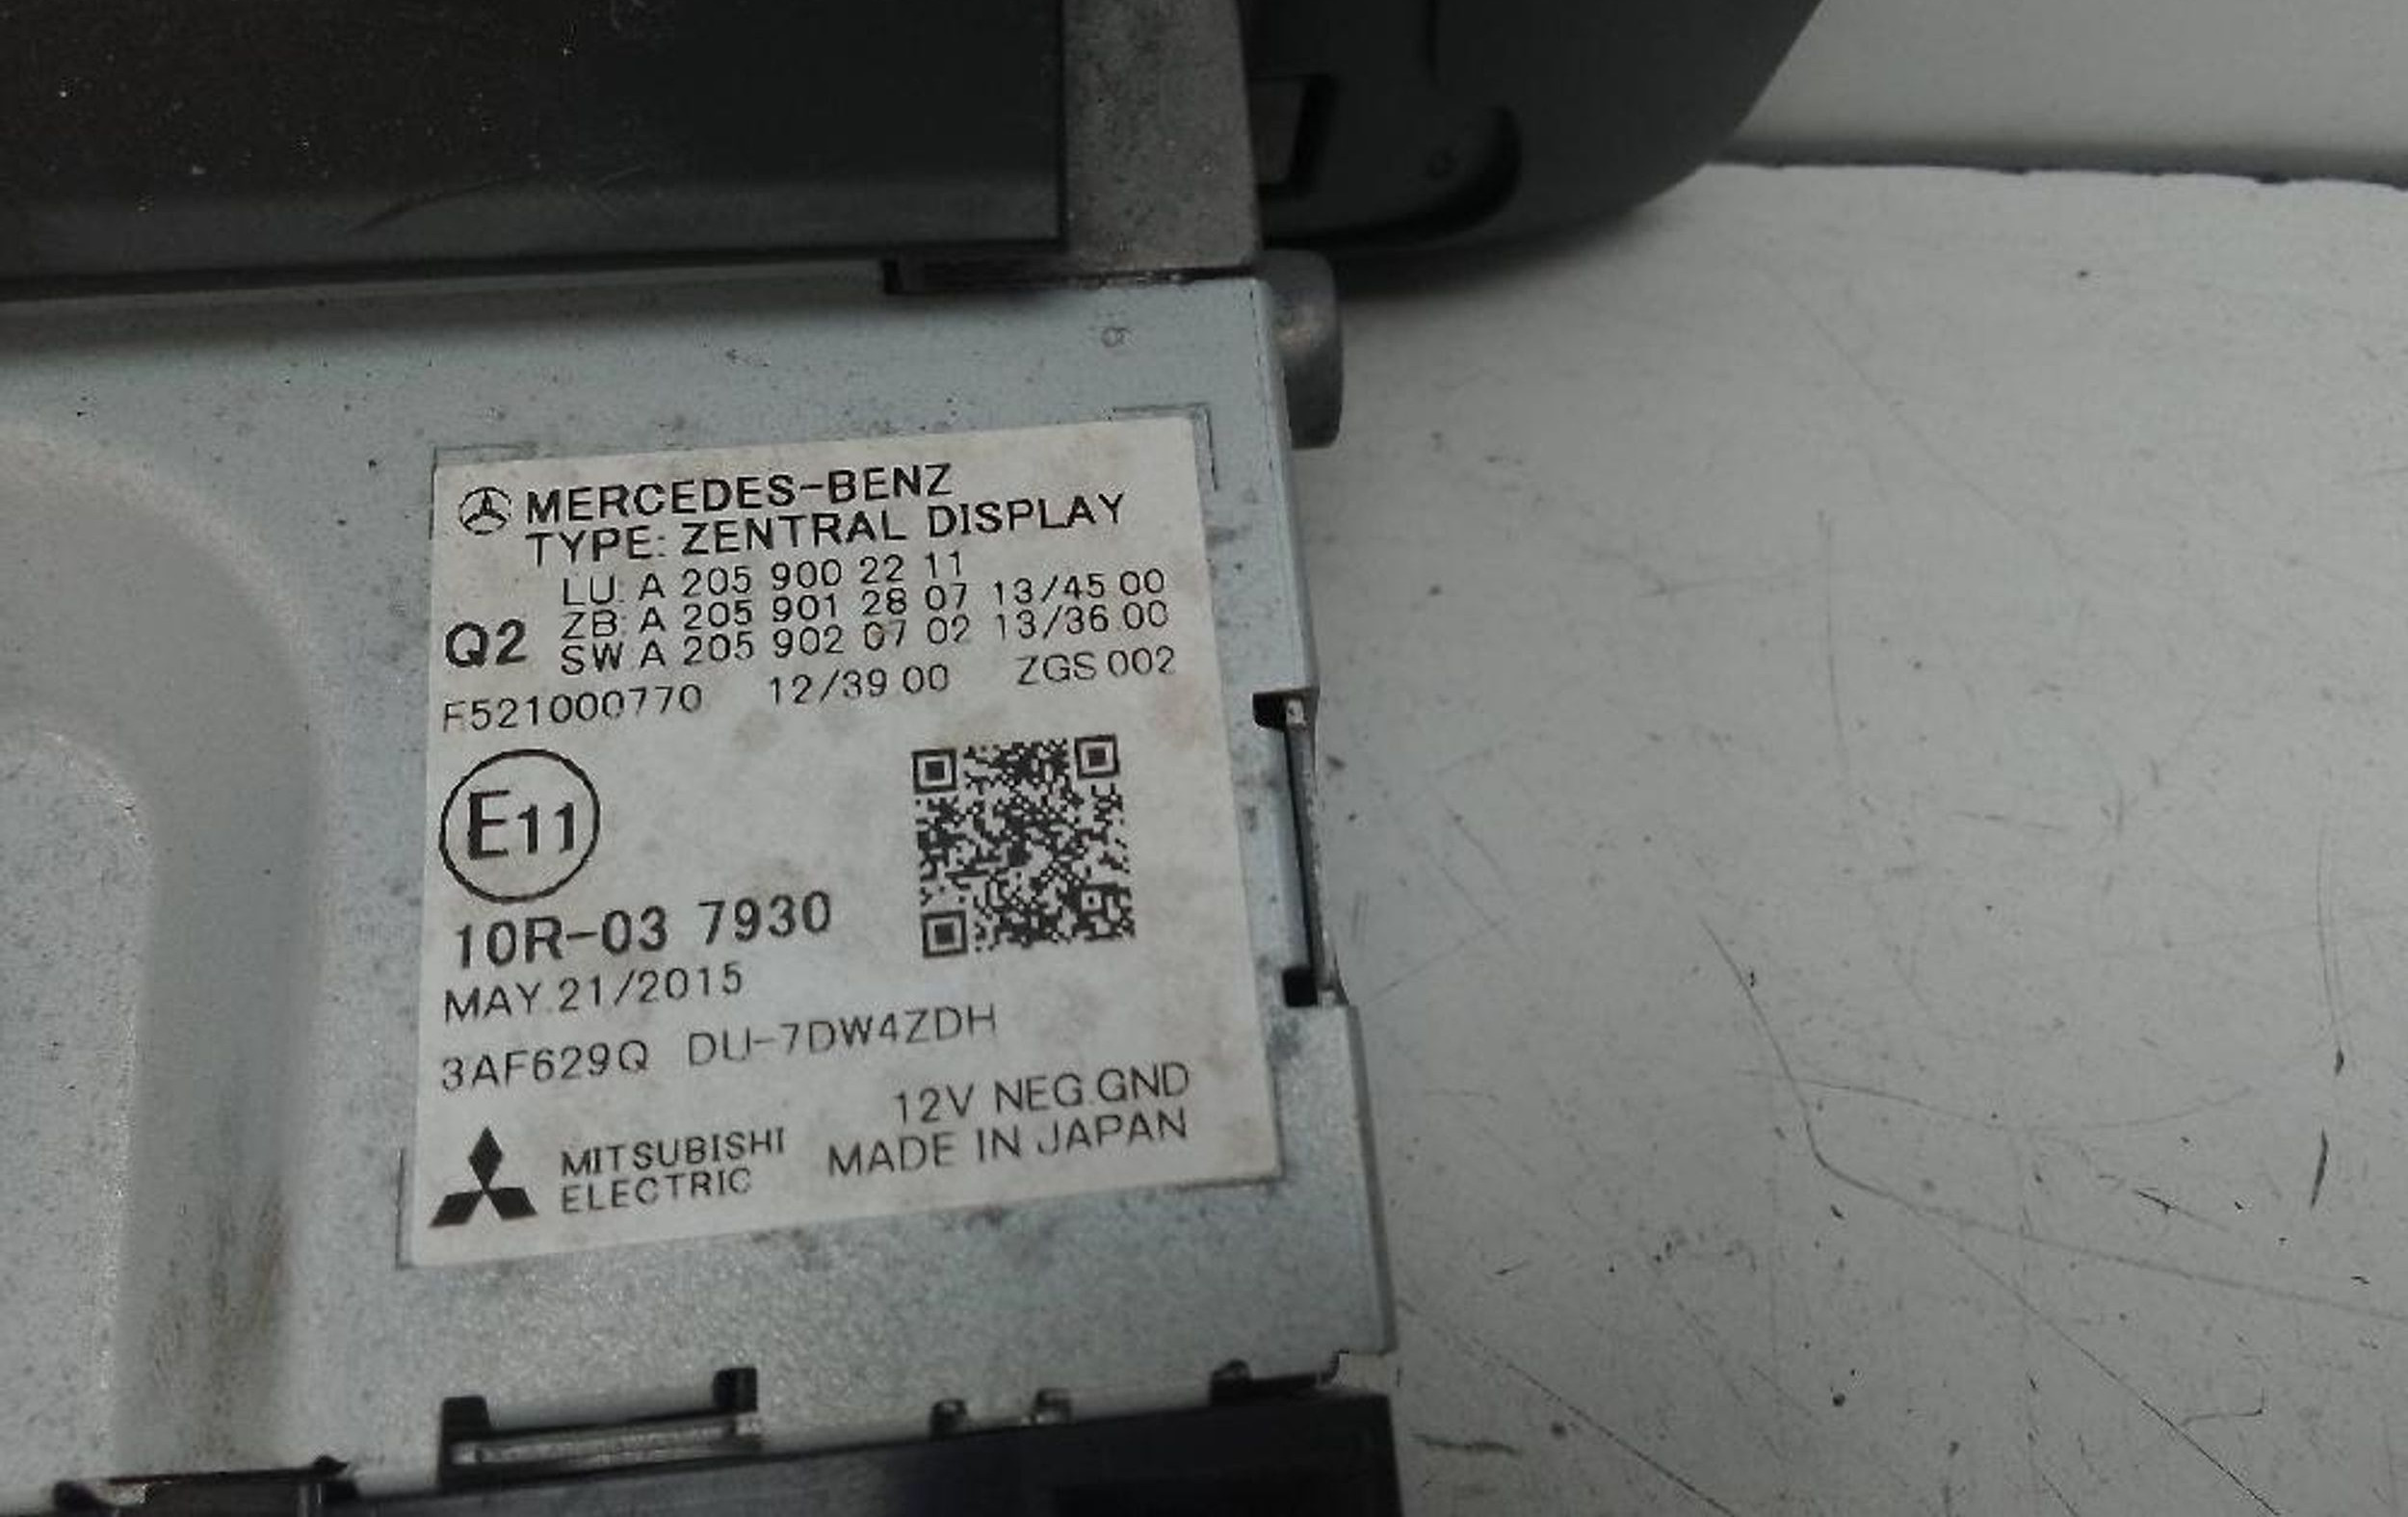 MERCEDES-BENZ
TYPE: ZENTRAL DISPLAY
LU: A 205 900 22 11
ZB: A 205 901 28 07 13/45 00
Q2 SW: A 205 902 07 02 13/36 00
F521000770 12/39 00 ZGS 002
E11
10R-03 7930
MAY.21/2015
3AF629Q DU-7DW4ZDH
12V NEG.GND
MITSUBISHI ELECTRIC
MADE IN JAPAN